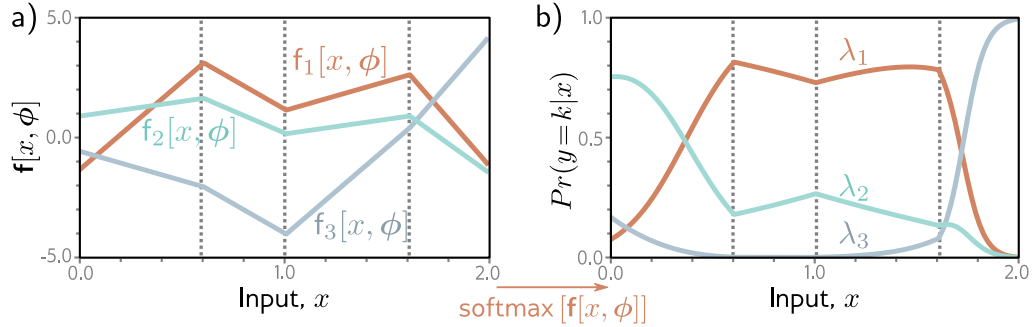 a)
5.0
0.0
-5.0
f[x, ϕ]
f₁[x, ϕ]
f₂[x, ϕ]
f₃[x, ϕ]
0.0
1.0
2.0
Input, x
softmax [f[x, ϕ]]
b)
1.0
0.5
0.0
Pr(y = k|x)
λ₁
λ₂
λ₃
0.0
1.0
2.0
Input, x